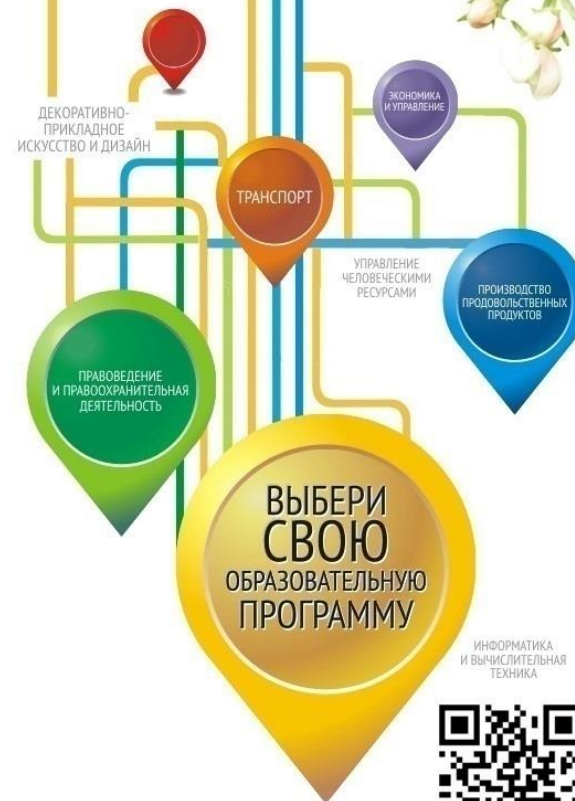 ЭКОНОМИКА
И УПРАВЛЕНИЕ
ДЕКОРАТИВНО-
ПРИКЛАДНОЕ
ИСКУССТВО И ДИЗАЙН
ТРАНСПОРТ
УПРАВЛЕНИЕ
ЧЕЛОВЕЧЕСКИМИ
РЕСУРСАМИ
ПРОИЗВОДСТВО
ПРОДОВОЛЬСТВЕННЫХ
ПРОДУКТОВ
ПРАВОВЕДЕНИЕ
И ПРАВООХРАНИТЕЛЬНАЯ
ДЕЯТЕЛЬНОСТЬ
ВЫБЕРИ
СВОЮ
ОБРАЗОВАТЕЛЬНУЮ
ПРОГРАММУ
ИНФОРМАТИКА
И ВЫЧИСЛИТЕЛЬНАЯ
ТЕХНИКА